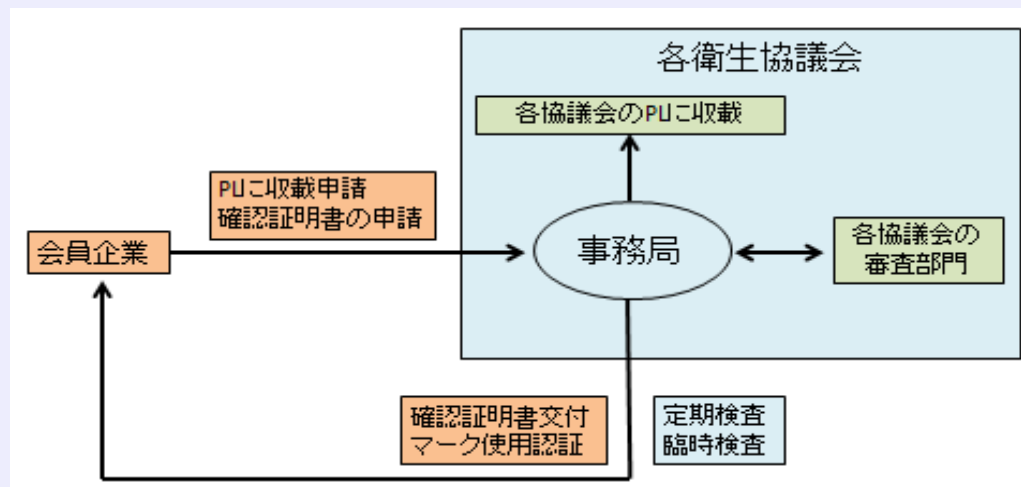 各衛生協議会
各協議会のPLに収載
PLに収載申請
確認証明書の申請
会員企業
事務局
各協議会の
審査部門
確認証明書交付
マーク使用認証
定期検査
臨時検査